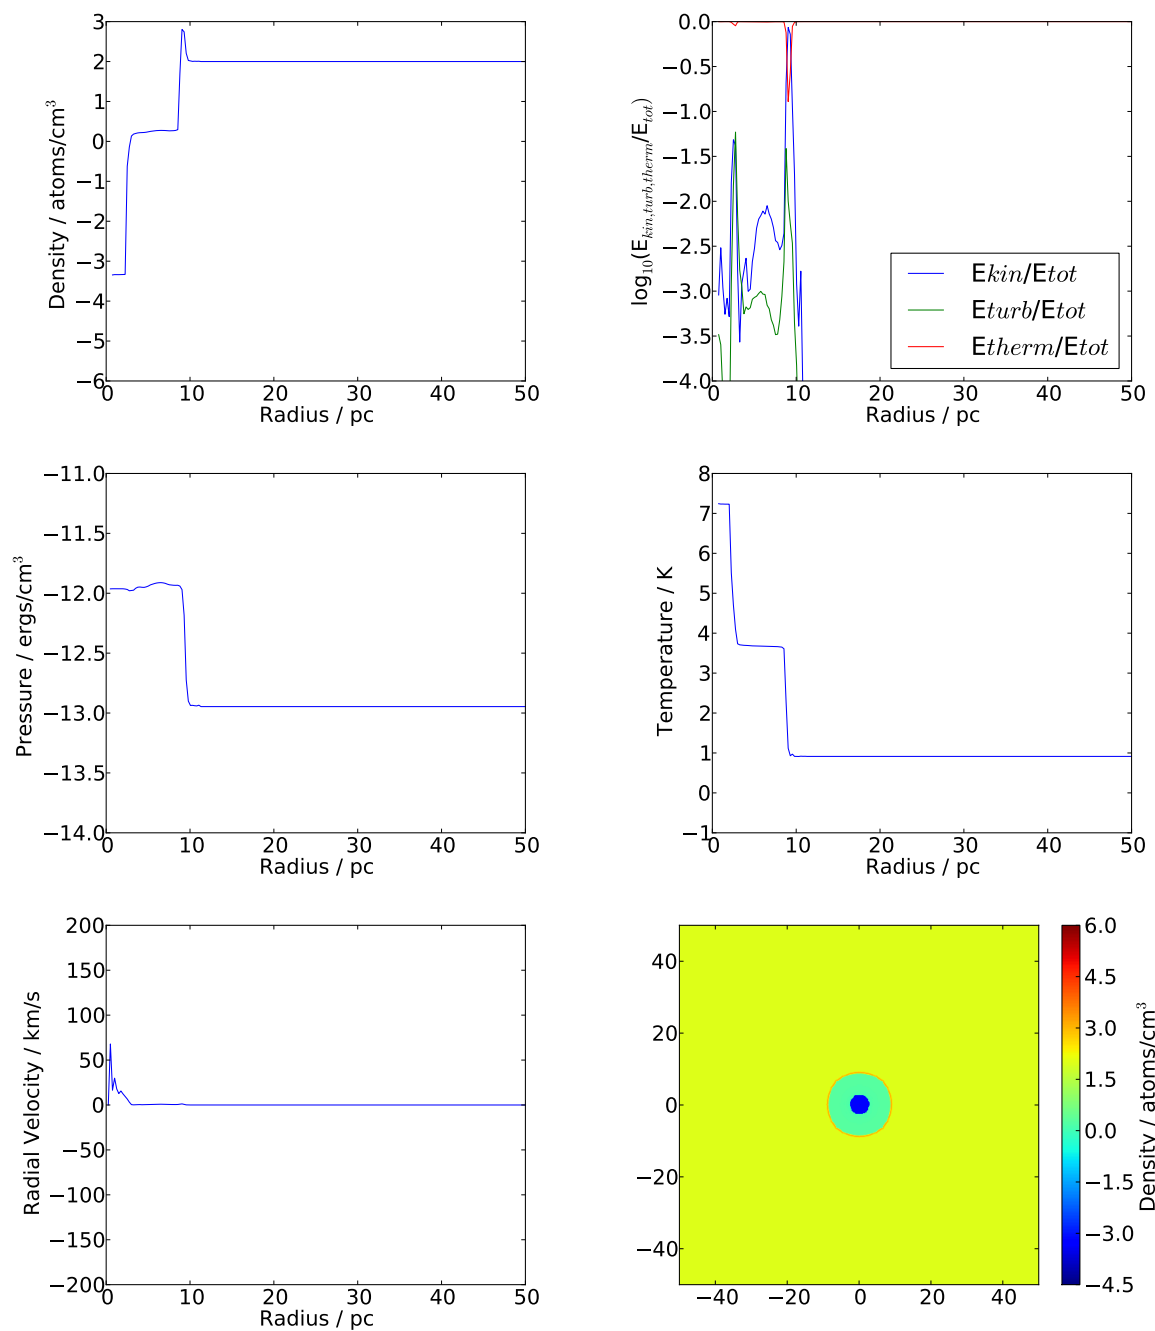 3
2
1
0
−1
−2
−3
−4
−5
−6
Density / atoms/cm³
0 10 20 30 40 50
Radius / pc
0.0
−0.5
−1.0
−1.5
−2.0
−2.5
−3.0
−3.5
−4.0
log₁₀(E_kin,turb,therm/E_tot)
Ekin/Etot
Eturb/Etot
Etherm/Etot
0 10 20 30 40 50
Radius / pc
−11.0
−11.5
−12.0
−12.5
−13.0
−13.5
−14.0
Pressure / ergs/cm³
0 10 20 30 40 50
Radius / pc
8
7
6
5
4
3
2
1
0
−1
Temperature / K
0 10 20 30 40 50
Radius / pc
200
150
100
50
0
−50
−100
−150
−200
Radial Velocity / km/s
0 10 20 30 40 50
Radius / pc
40
20
0
−20
−40
−40 −20 0 20 40
6.0
4.5
3.0
1.5
0.0
−1.5
−3.0
−4.5
Density / atoms/cm³